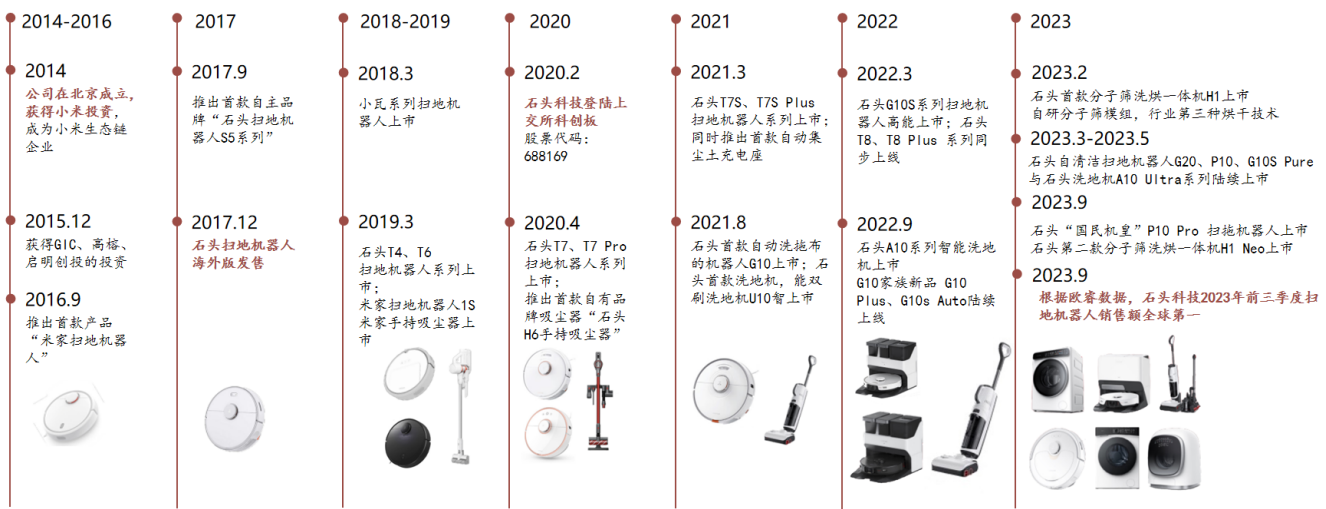 2014-2016
2014
公司在北京成立，
获得小米投资，
成为小米生态链
企业
2015.12
获得GIC、高榕、
启明创投的投资
2016.9
推出首款产品
“米家扫地机器
人”
2017
2017.9
推出首款自主品
牌“石头扫地机
器人S5系列”
2017.12
石头扫地机器人
海外版发售
2018-2019
2018.3
小瓦系列扫地机
器人上市
2019.3
石头T4、T6
扫地机器人系列上
市；
米家扫地机器人1S
米家手持吸尘器上
市
2020
2020.2
石头科技登陆上
交所科创板
股票代码：
688169
2020.4
石头T7、T7 Pro
扫地机器人系列
上市；
推出首款自有品
牌吸尘器“石头
H6手持吸尘器”
2021
2021.3
石头T7S、T7S Plus
扫地机器人系列上市；
同时推出首款自动集
尘土充电座
2021.8
石头首款自动洗拖布
的机器人G10上市；石
头首款洗地机，能双
刷洗地机U10智上市
2022
2022.3
石头G10S系列扫地机
器人高能上市；石头
T8、T8 Plus 系列同
步上线
2022.9
石头A10系列智能洗地
机上市
G10家族新品 G10
Plus、G10s Auto陆续
上线
2023
2023.2
石头首款分子筛洗烘一体机H1上市
自研分子筛模组，行业第三种烘干技术
2023.3-2023.5
石头自清洁扫地机器人G20、P10、G10S Pure
与石头洗地机A10 Ultra系列陆续上市
2023.9
石头“国民机皇”P10 Pro 扫拖机器人上市
石头第二款分子筛洗烘一体机H1 Neo上市
2023.9
根据欧睿数据，石头科技2023年前三季度扫
地机器人销售额全球第一